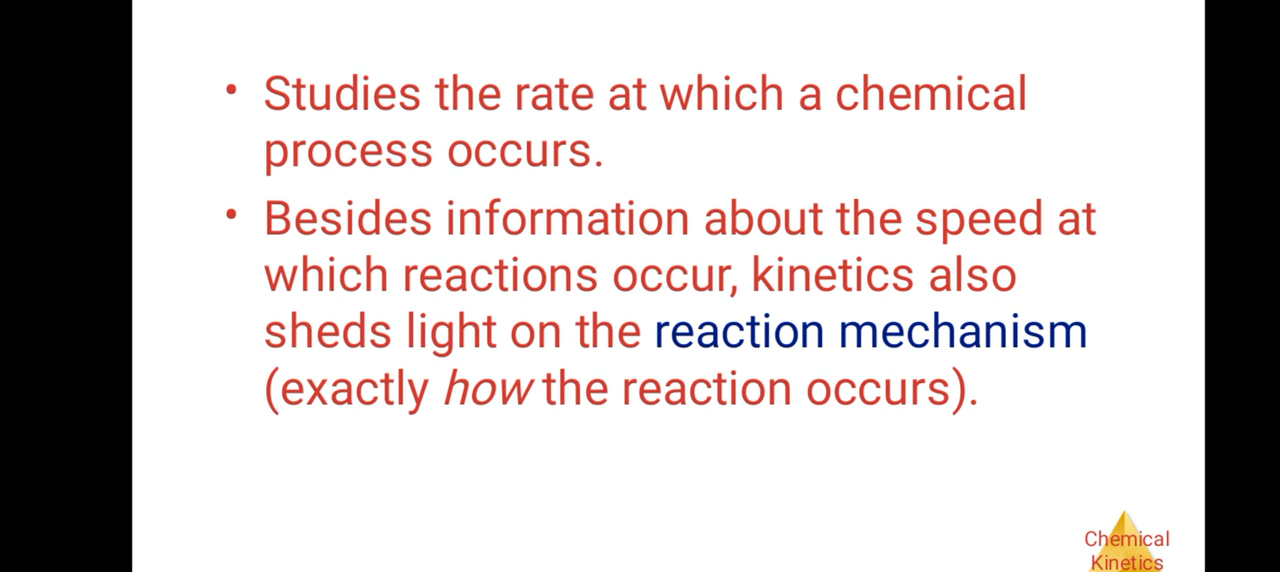 • Studies the rate at which a chemical
process occurs.
• Besides information about the speed at
which reactions occur, kinetics also
sheds light on the reaction mechanism
(exactly how the reaction occurs).
Chemical
Kinetics